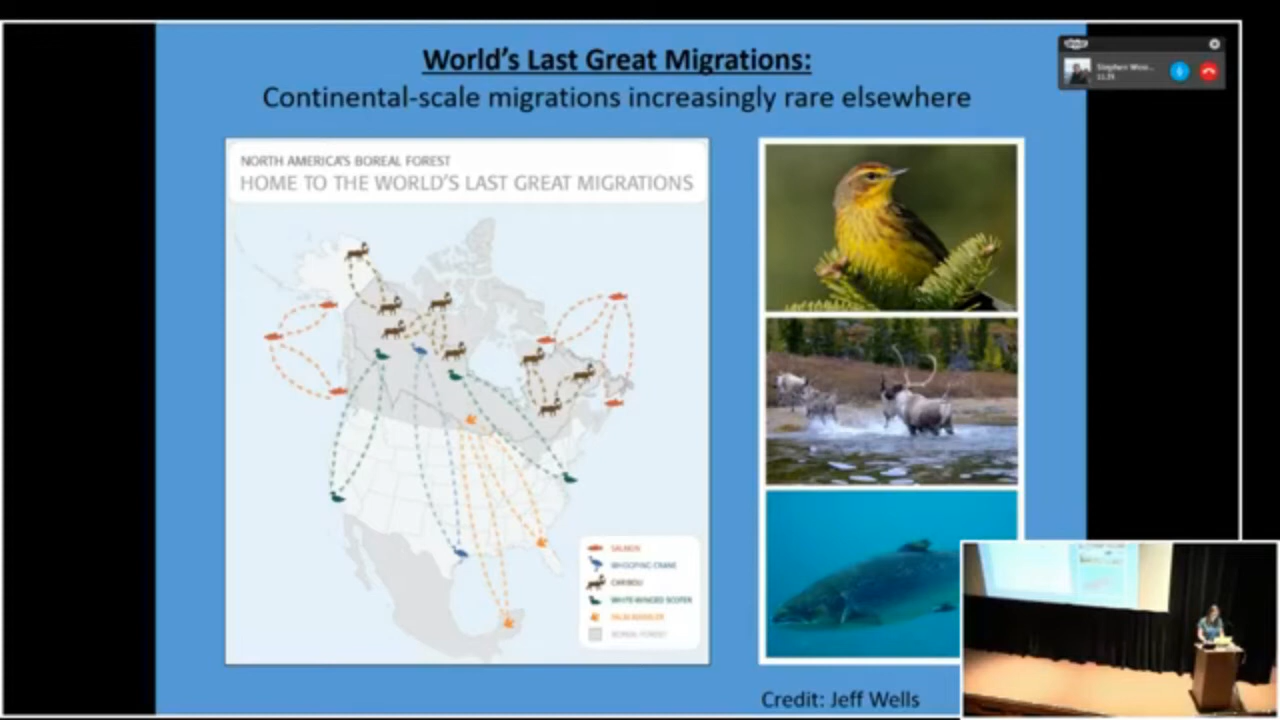 World's Last Great Migrations:
Continental-scale migrations increasingly rare elsewhere
NORTH AMERICA'S BOREAL FOREST
HOME TO THE WORLD'S LAST GREAT MIGRATIONS
SALMON
WHOOPING CRANE
CARIBOU
WHITE-WINGED SCOTER
PALM WARBLER
BOREAL FOREST
Credit: Jeff Wells
Stephen